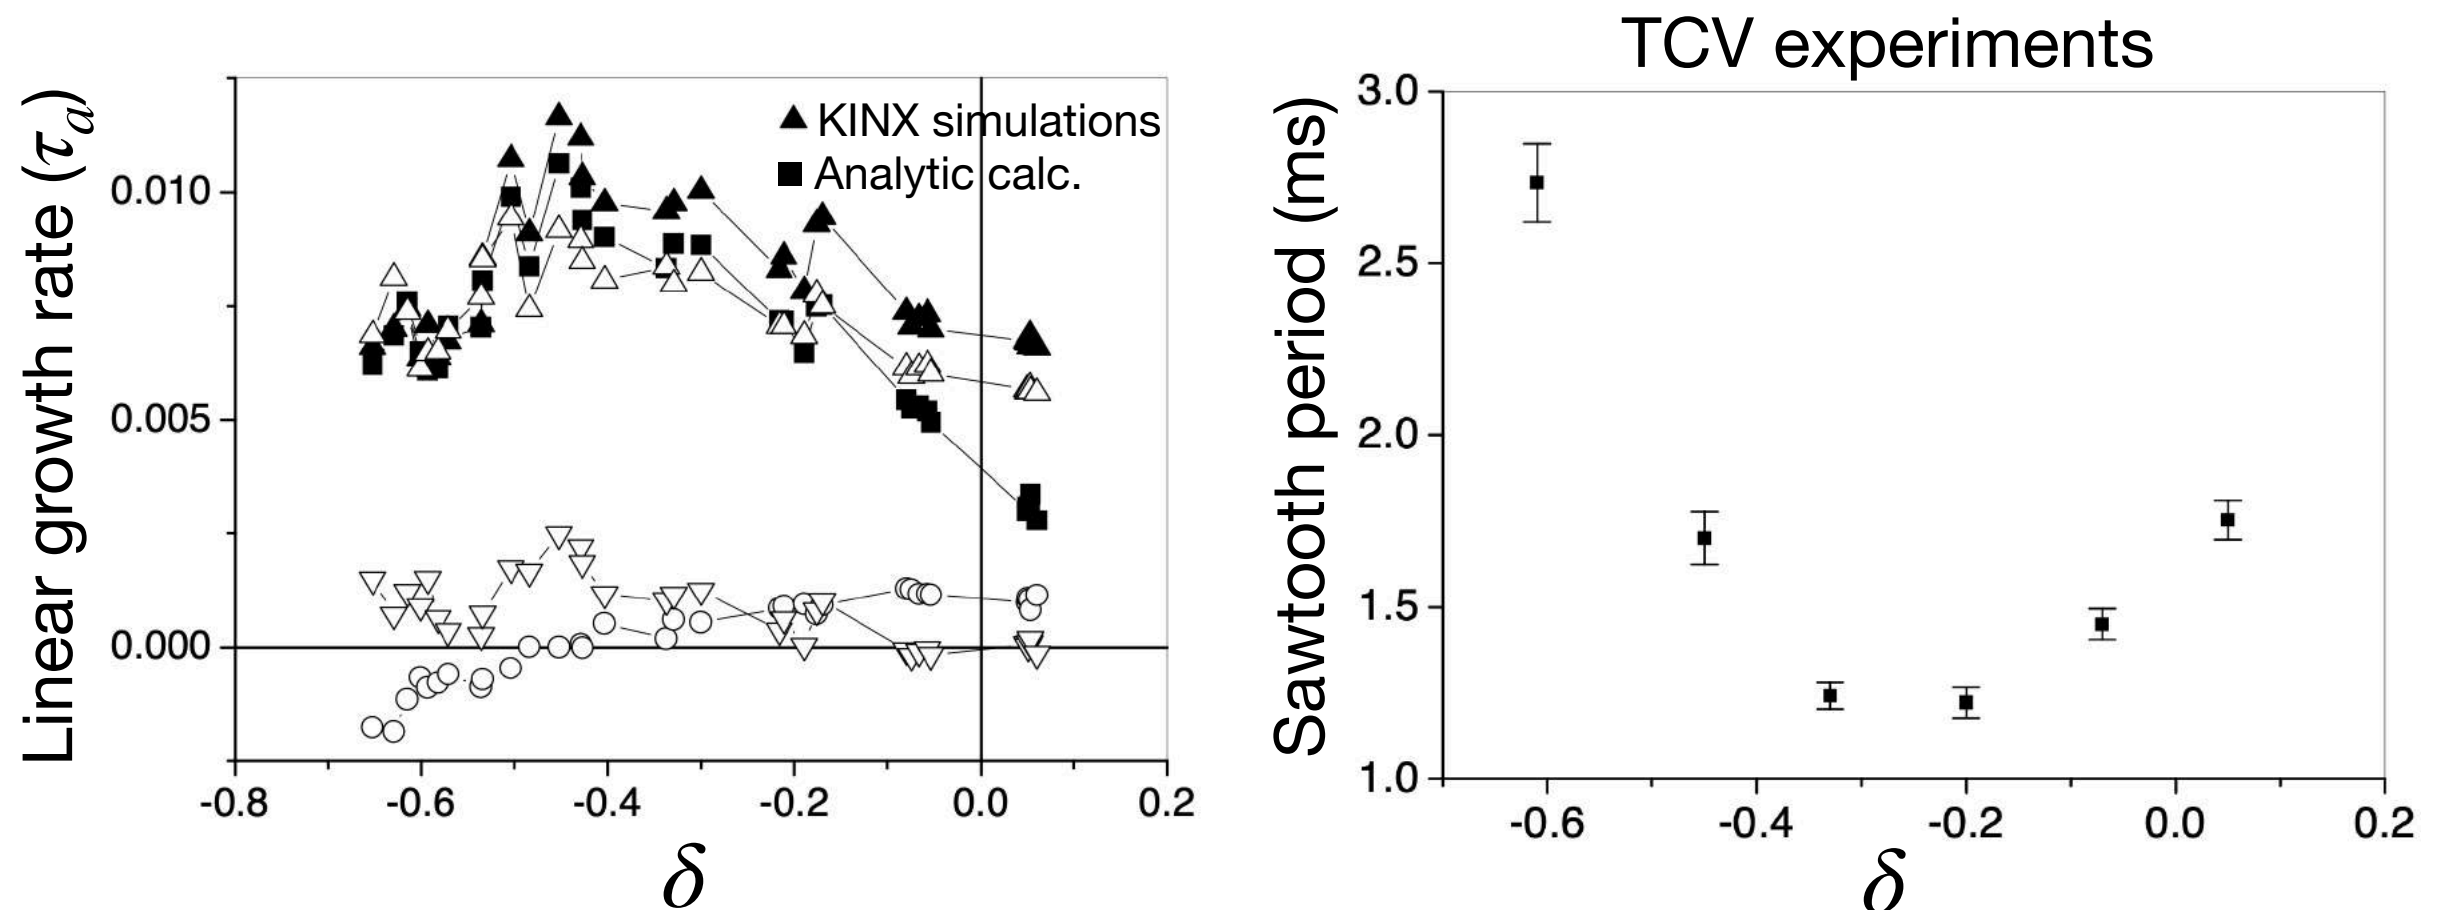 Linear growth rate (τₐ)
0.010
0.005
0.000
-0.8 -0.6 -0.4 -0.2 0.0 0.2
δ
KINX simulations
Analytic calc.
TCV experiments
Sawtooth period (ms)
3.0
2.5
2.0
1.5
1.0
-0.6 -0.4 -0.2 0.0 0.2
δ